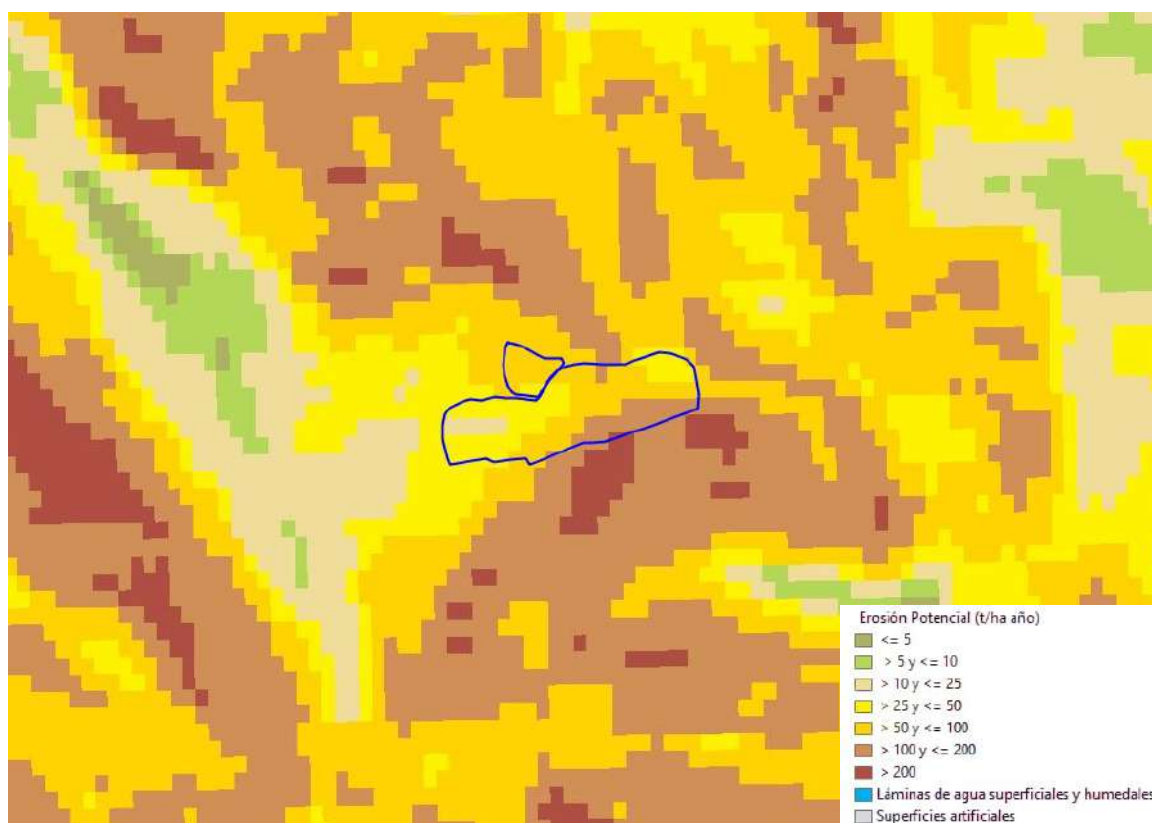 Erosión Potencial (t/ha año)
<= 5
> 5 y <= 10
> 10 y <= 25
> 25 y <= 50
> 50 y <= 100
> 100 y <= 200
> 200
Láminas de agua superficiales y humedales
Superficies artificiales